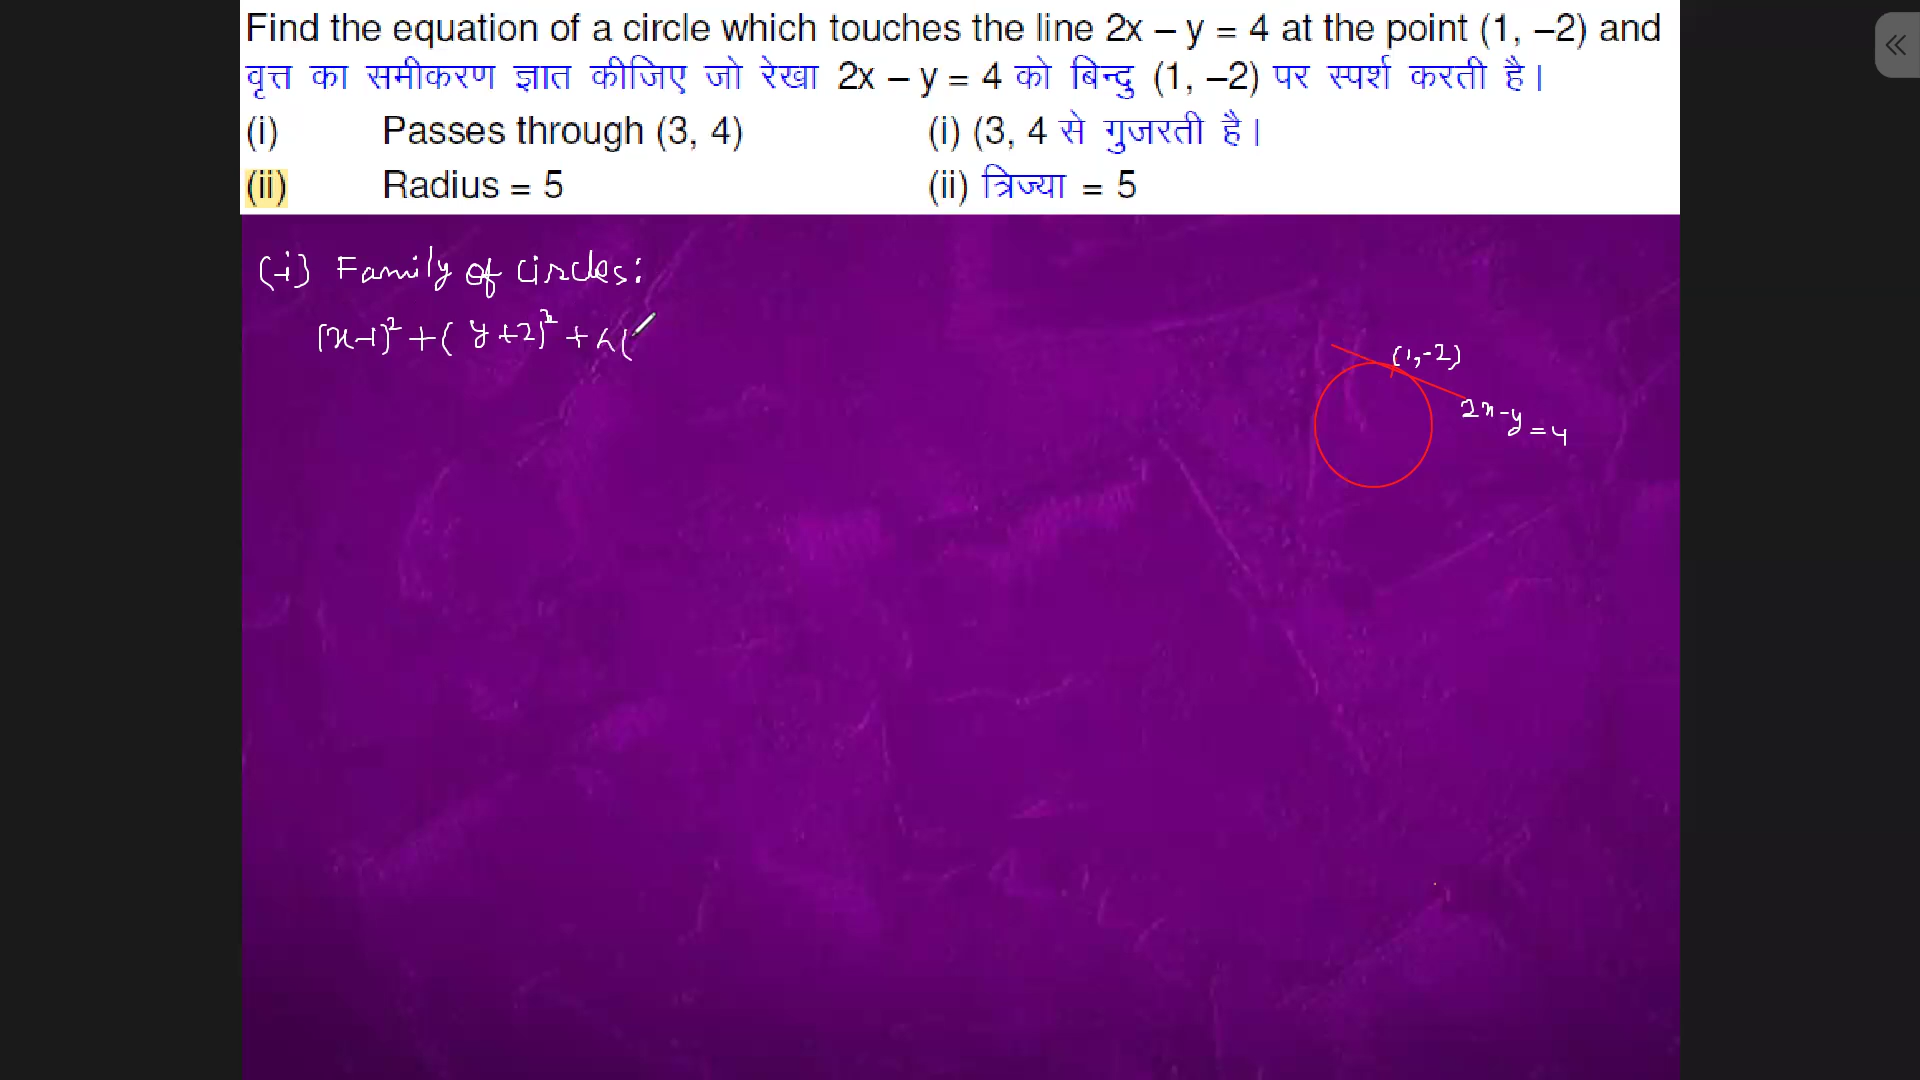 Find the equation of a circle which touches the line 2x – y = 4 at the point (1, –2) and
वृत्त का समीकरण ज्ञात कीजिए जो रेखा 2x – y = 4 को बिन्दु (1, –2) पर स्पर्श करती है।
(i) Passes through (3, 4) (i) (3, 4 से गुजरती है।
(ii) Radius = 5 (ii) त्रिज्या = 5
(i) Family of circles:
(x-1)² + (y+2)² + λ(
(1,-2)
2x-y=4